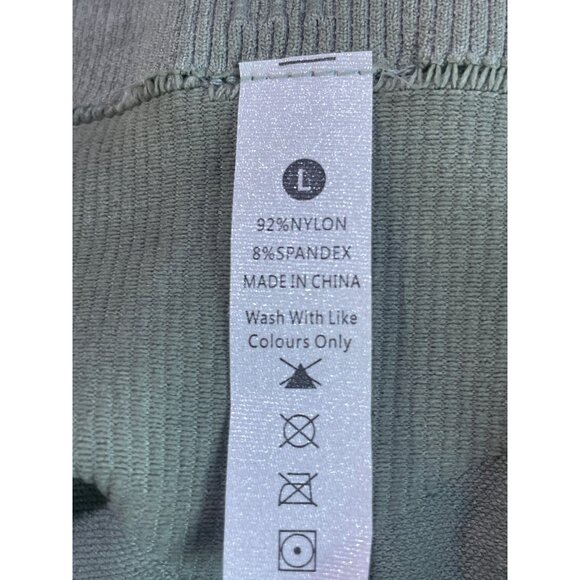 L
92%NYLON
8%SPANDEX
MADE IN CHINA
Wash With Like
Colours Only